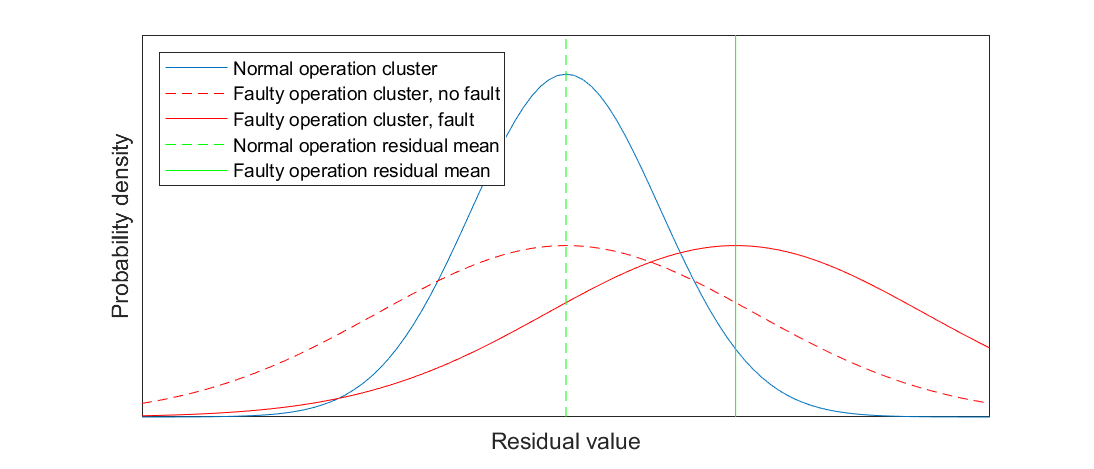 Normal operation cluster
Faulty operation cluster, no fault
Faulty operation cluster, fault
Normal operation residual mean
Faulty operation residual mean
Probability density
Residual value